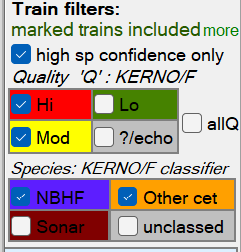 Train filters:
marked trains included more
high sp confidence only
Quality 'Q' : KERNO/F
Hi Lo
allQ
Mod ?/echo
Species: KERNO/F classifier
NBHF Other cet
Sonar unclassed